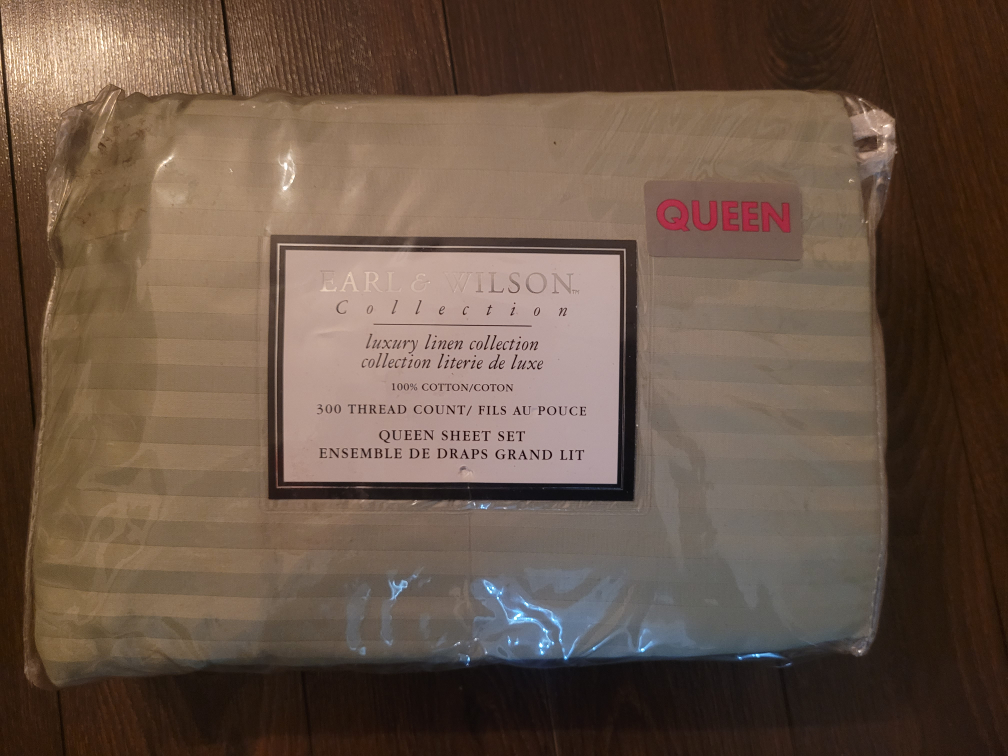 QUEEN
EARL & WILSON™
Collection
luxury linen collection
collection literie de luxe
100% COTTON/COTON
300 THREAD COUNT/ FILS AU POUCE
QUEEN SHEET SET
ENSEMBLE DE DRAPS GRAND LIT